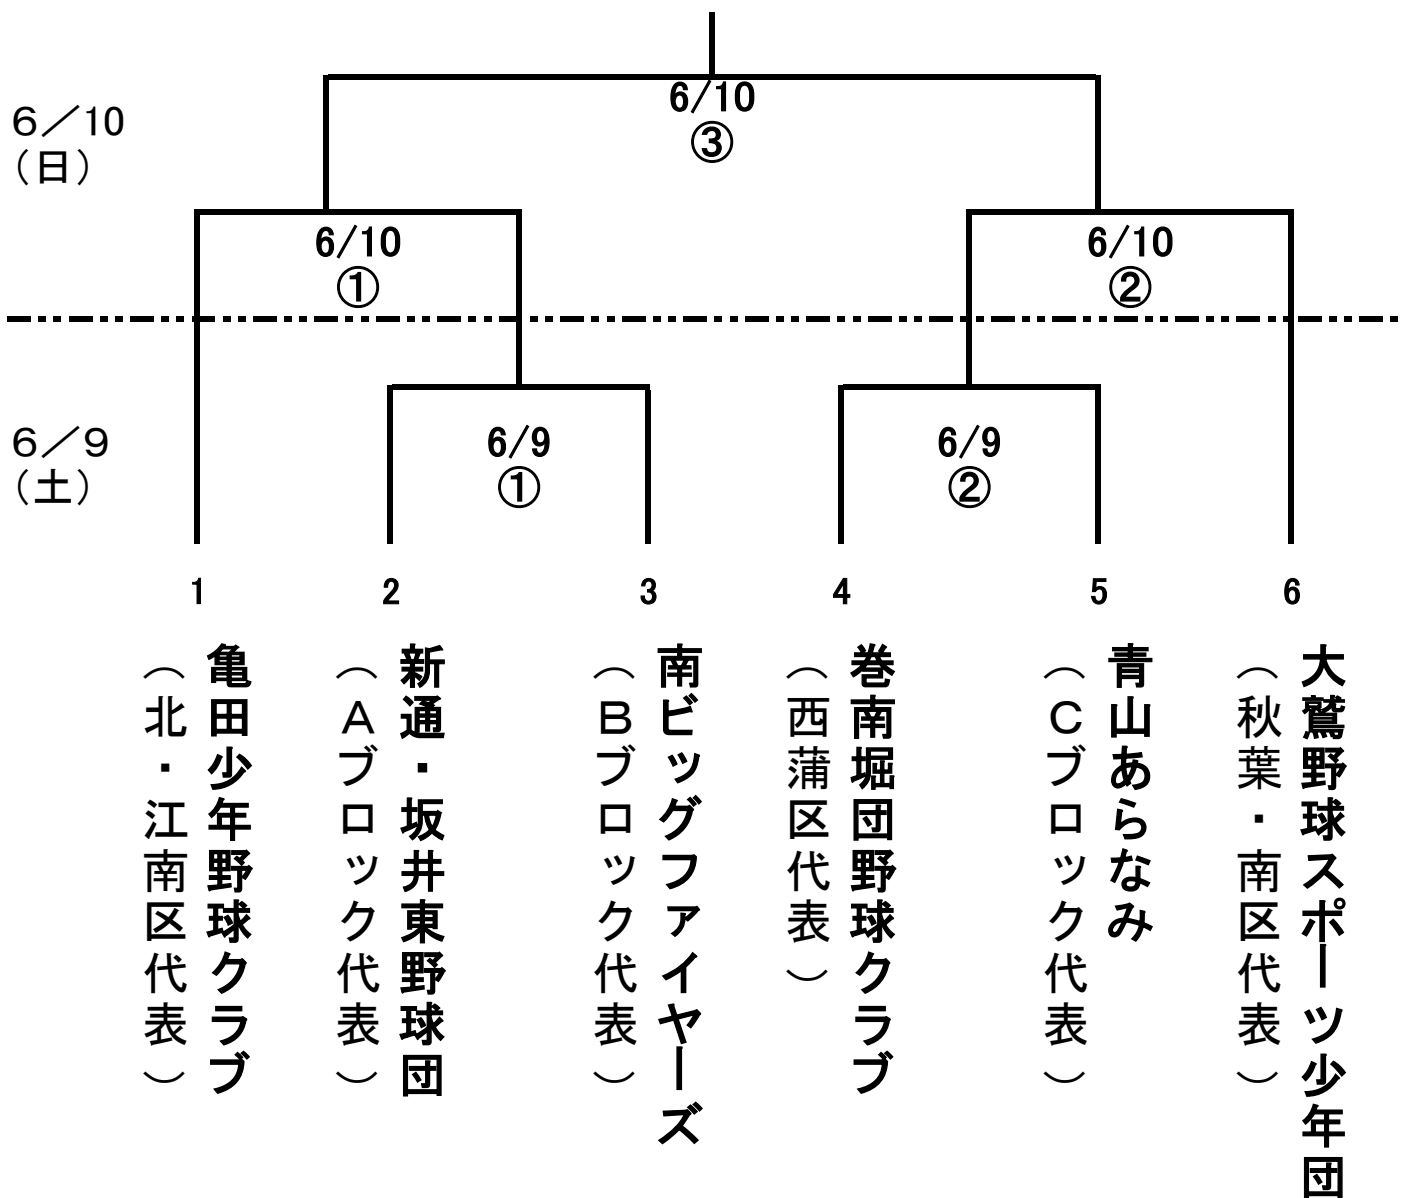 6/10
③
６／10
（日）
6/10
①
6/10
②
６／９
（土）
6/9
①
6/9
②
1
2
3
4
5
6
亀田少年野球クラブ
（北・江南区代表）
新通・坂井東野球団
（Ａブロック代表）
南ビッグファイヤーズ
（Ｂブロック代表）
巻南堀団野球クラブ
（西蒲区代表）
青山あらなみ
（Ｃブロック代表）
大鷲野球スポーツ少年団
（秋葉・南区代表）